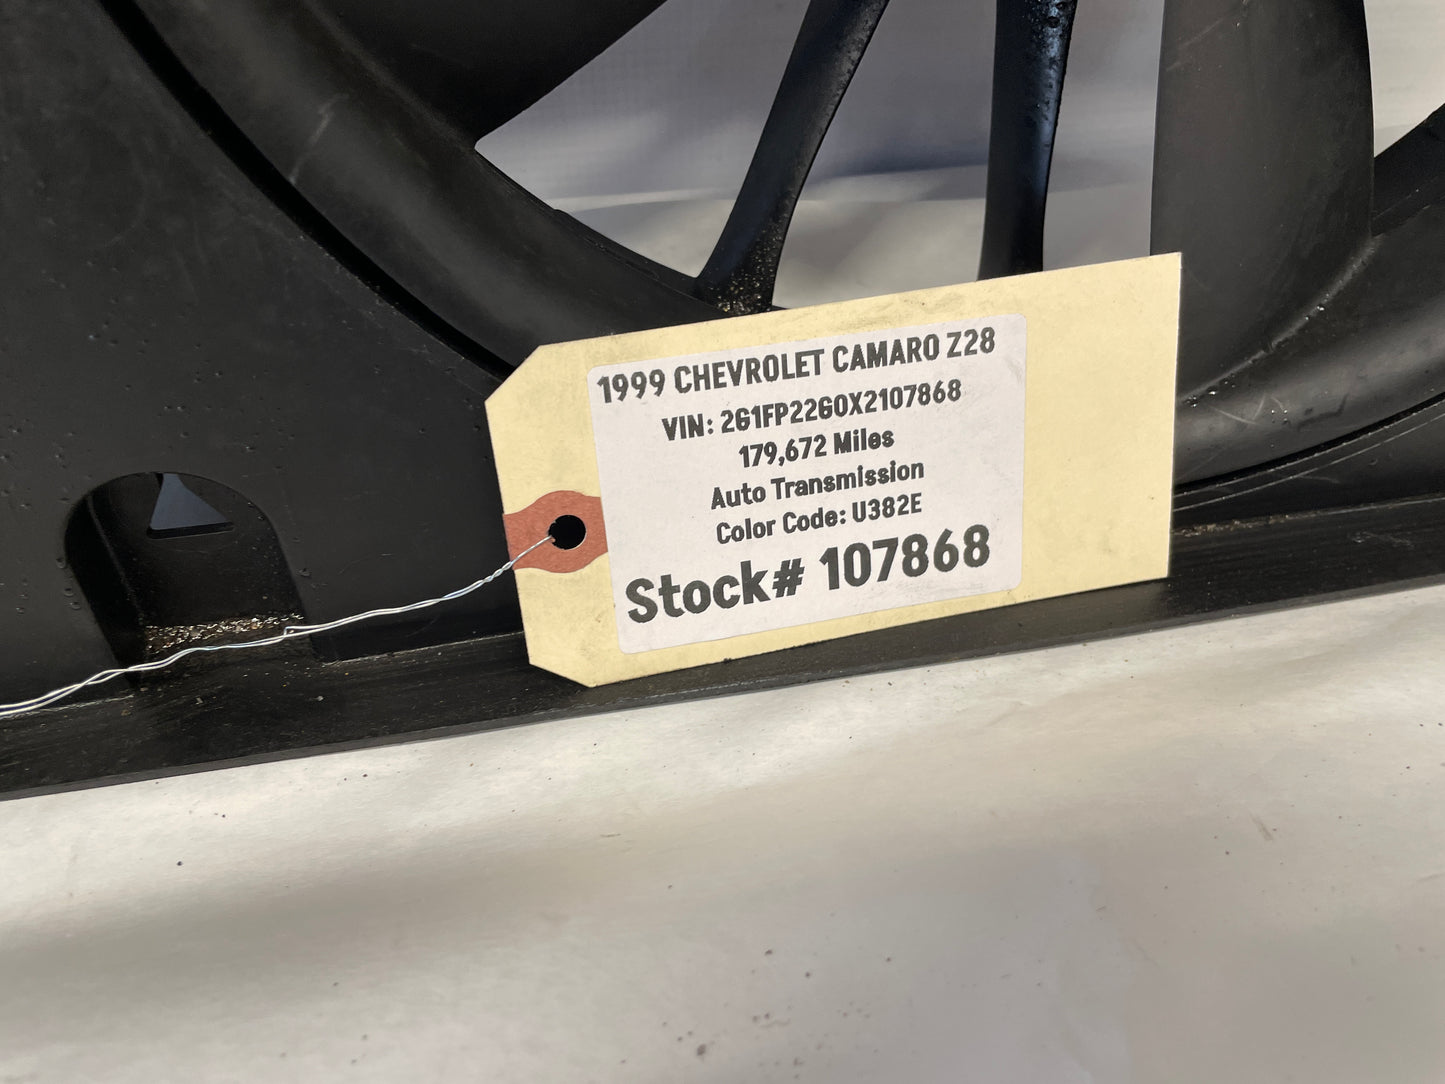 1999 CHEVROLET CAMARO Z28
VIN: 2G1FP22G0X2107868
179,672 Miles
Auto Transmission
Color Code: U382E
Stock# 107868